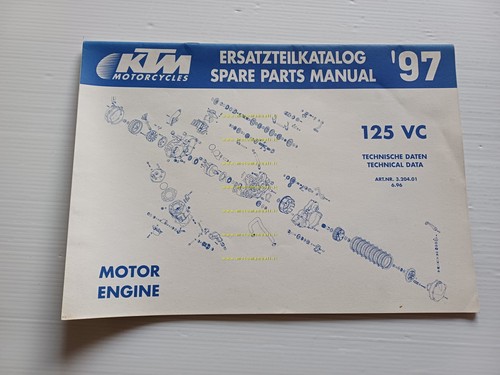 KTM
MOTORCYCLES
ERSATZTEILKATALOG
SPARE PARTS MANUAL
'97
125 VC
TECHNISCHE DATEN
TECHNICAL DATA
ART.NR. 3.204.01
6.96
MOTOR
ENGINE